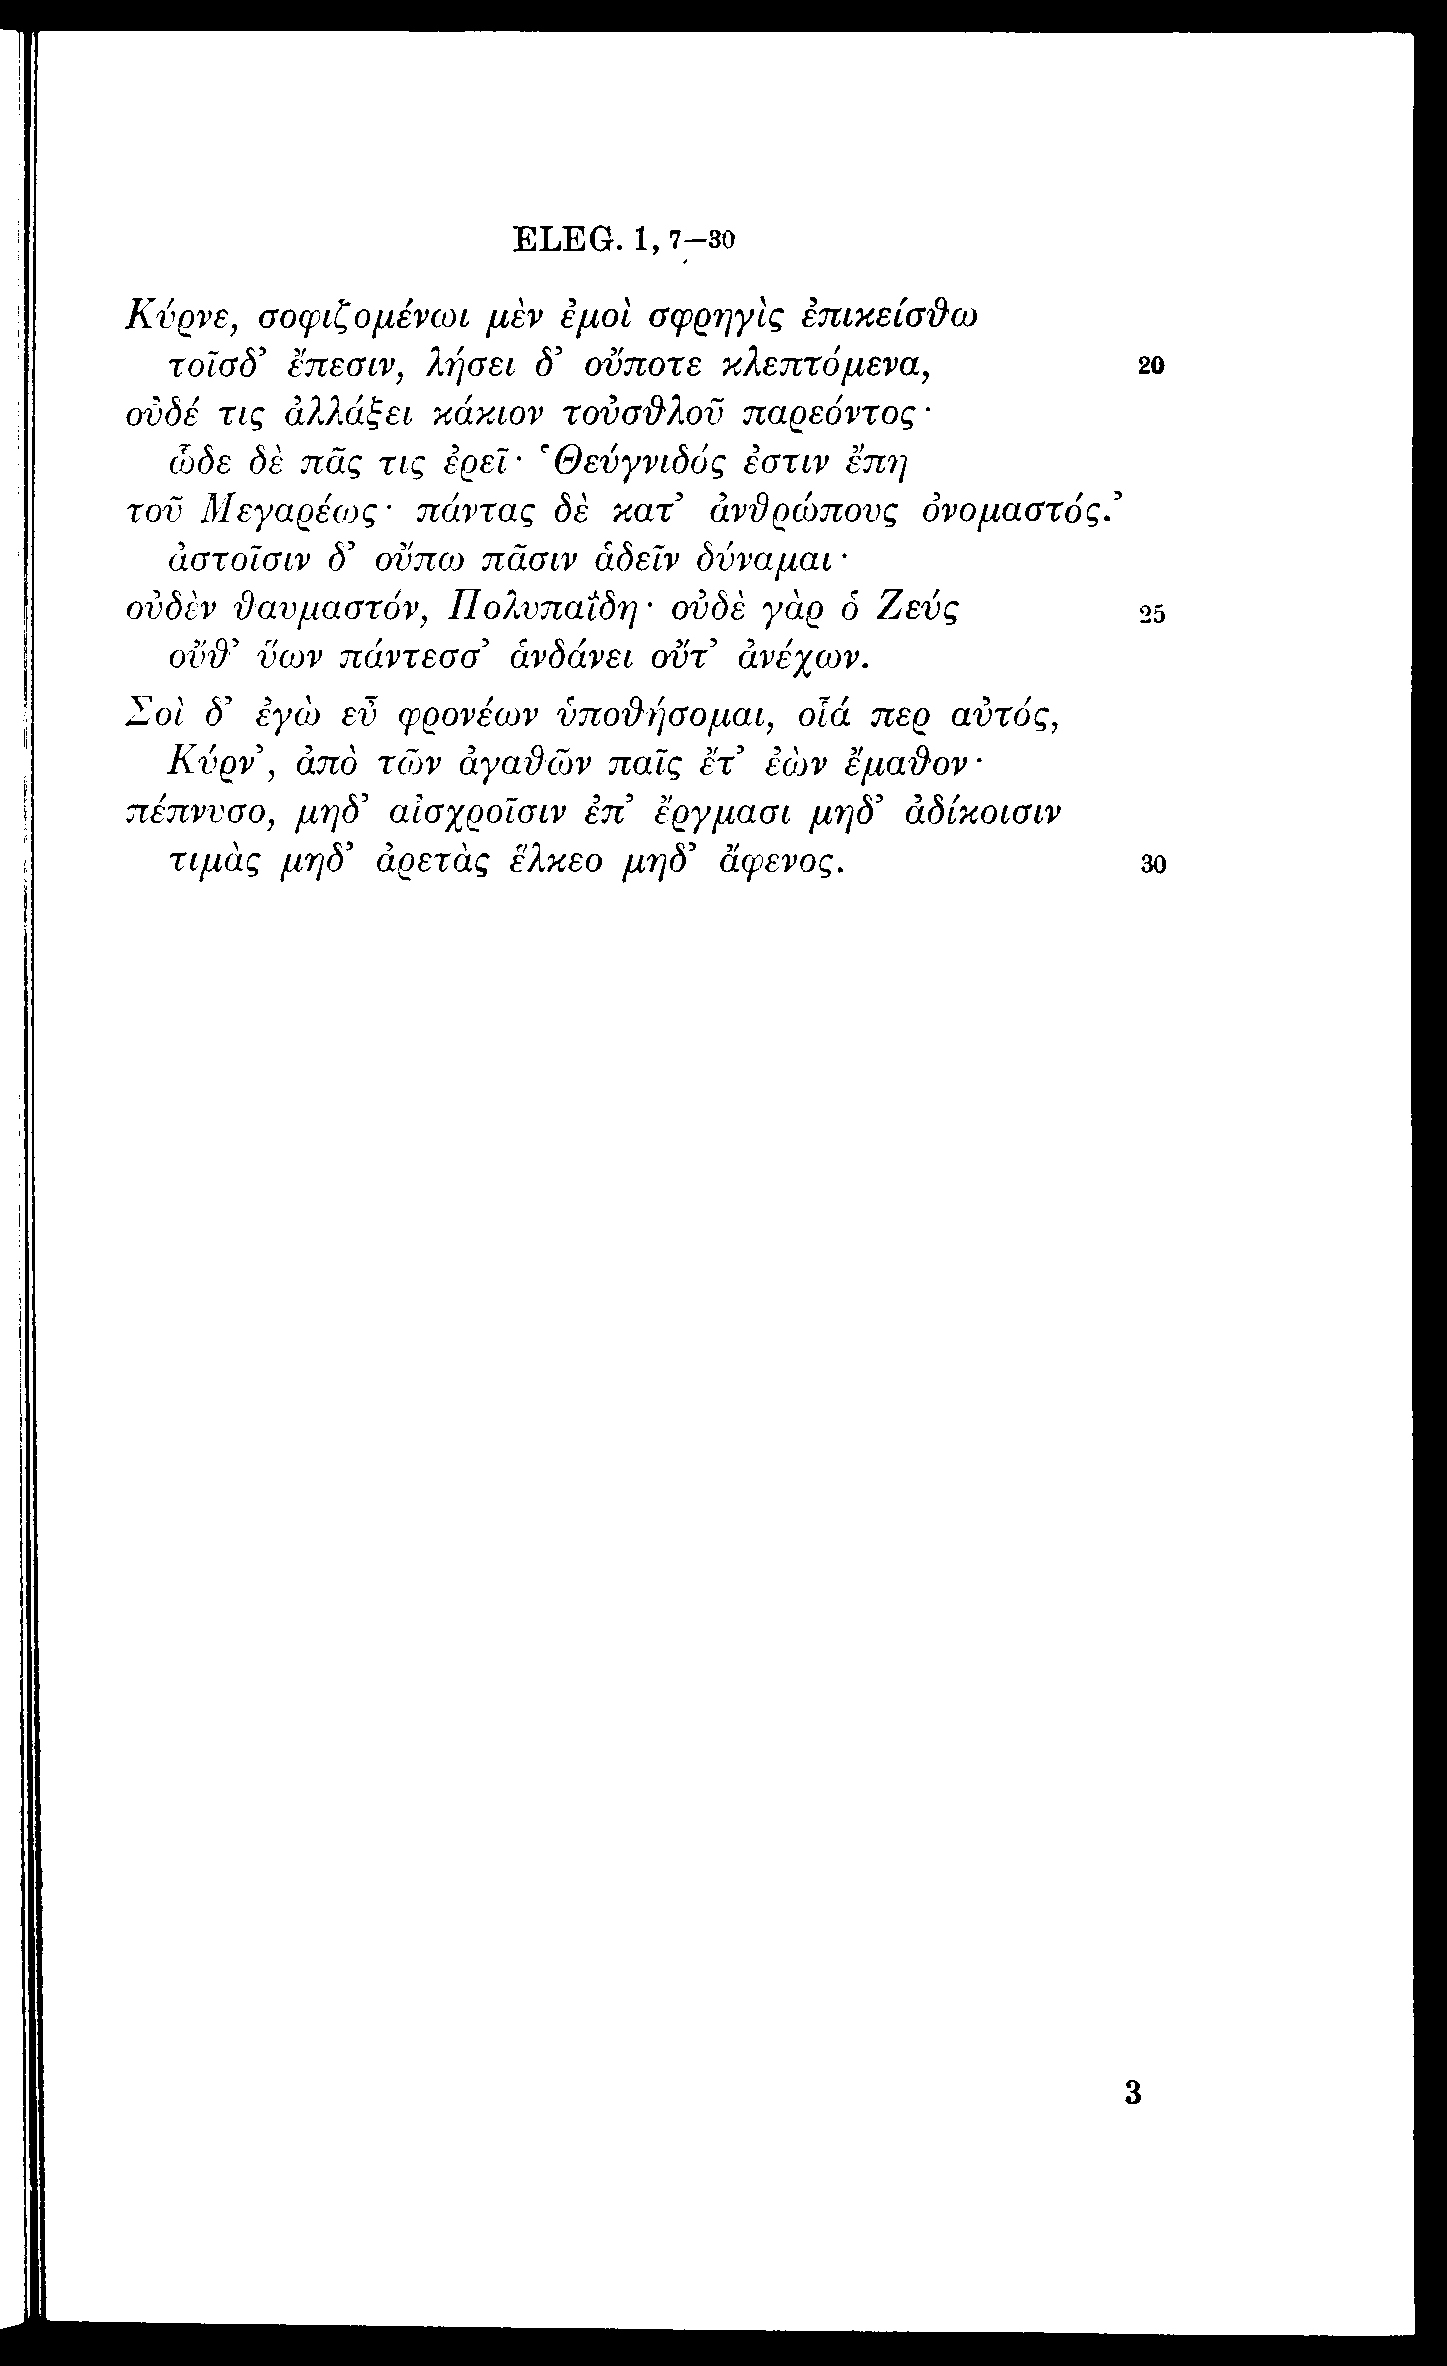 ELEG. 1, 7–30
Κύρνε, σοφιζομένωι μὲν ἐμοὶ σφρηγὶς ἐπικείσθω
τοῖσδ’ ἔπεσιν, λήσει δ’ οὔποτε κλεπτόμενα, 20
οὐδέ τις ἀλλάξει κάκιον τοὐσθλοῦ παρεόντος·
ὧδε δὲ πᾶς τις ἐρεῖ· ‘Θεύγνιδός ἐστιν ἔπη
τοῦ Μεγαρέως· πάντας δὲ κατ’ ἀνθρώπους ὀνομαστός.’
ἀστοῖσιν δ’ οὔπω πᾶσιν ἁδεῖν δύναμαι·
οὐδὲν θαυμαστόν, Πολυπαΐδη· οὐδὲ γὰρ ὁ Ζεύς 25
οὔθ’ ὕων πάντεσσ’ ἁνδάνει οὔτ’ ἀνέχων.
Σοὶ δ’ ἐγὼ εὖ φρονέων ὑποθήσομαι, οἷά περ αὐτός,
Κύρν’, ἀπὸ τῶν ἀγαθῶν παῖς ἔτ’ ἐὼν ἔμαθον·
πέπνυσο, μηδ’ αἰσχροῖσιν ἐπ’ ἔργμασι μηδ’ ἀδίκοισιν
τιμὰς μηδ’ ἀρετὰς ἕλκεο μηδ’ ἄφενος. 30
3